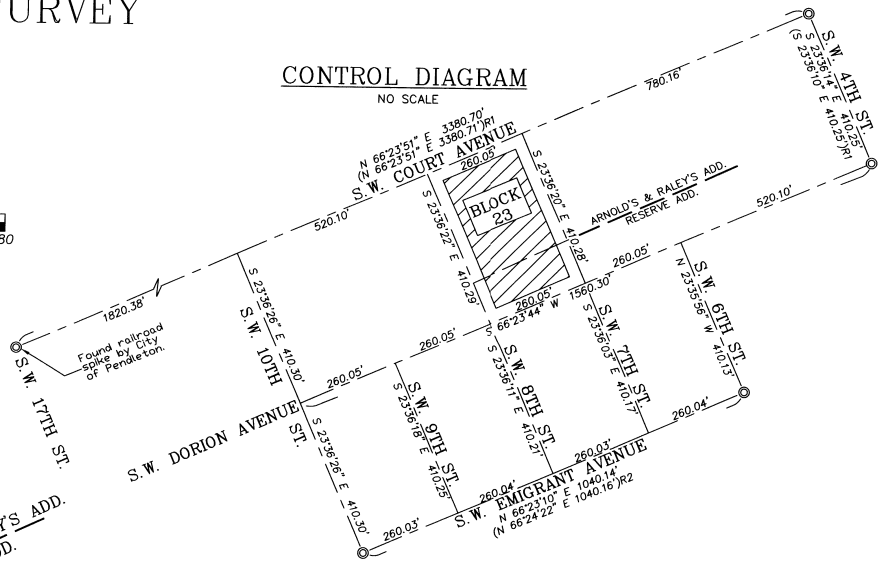 URVEY
CONTROL DIAGRAM
NO SCALE
N 66°23'51" E 3380.70'
(N 66°23'51" E 3380.71')R1
S.W. COURT AVENUE
780.16'
260.05'
520.10'
1820.38'
S.W. 4TH ST.
S 23°36'14" E 410.25'
(S 23°36'10" E 410.25')R1
S 23°36'22" E 410.29'
BLOCK
23
S 23°36'20" E 410.28'
ARNOLD'S & RALEY'S ADD.
RESERVE ADD.
520.10'
260.05'
260.05'
66°23'44" W 1560.30'
260.05'
260.05'
80
Found railroad
spike by City
of Pendleton.
S.W. 17TH ST.
S 23°36'26" E 410.30'
S.W. 10TH ST.
S.W. DORION AVENUE
S 23°36'26" E 410.30'
S.W. 9TH ST.
S 23°36'18" E 410.25'
S.W. 8TH ST.
S 23°36'11" E 410.21'
S.W. 7TH ST.
S 23°36'03" E 410.17'
S.W. 6TH ST.
N 23°35'56" W 410.13'
260.03'
260.04'
260.03'
260.04'
S.W. EMIGRANT AVENUE
N 66°23'10" E 1040.14'
(N 66°24'22" E 1040.16')R2
Y'S ADD.
DD.